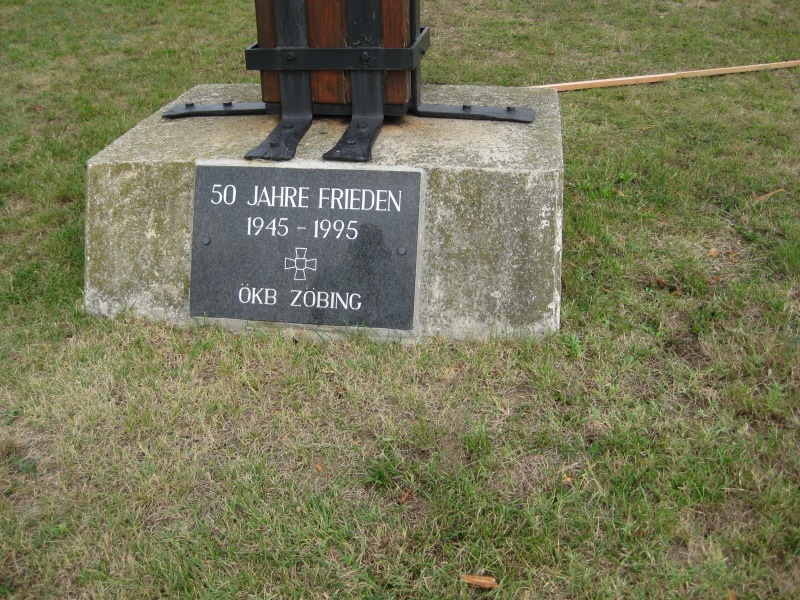 50 JAHRE FRIEDEN
1945 - 1995
ÖKB ZÖBING